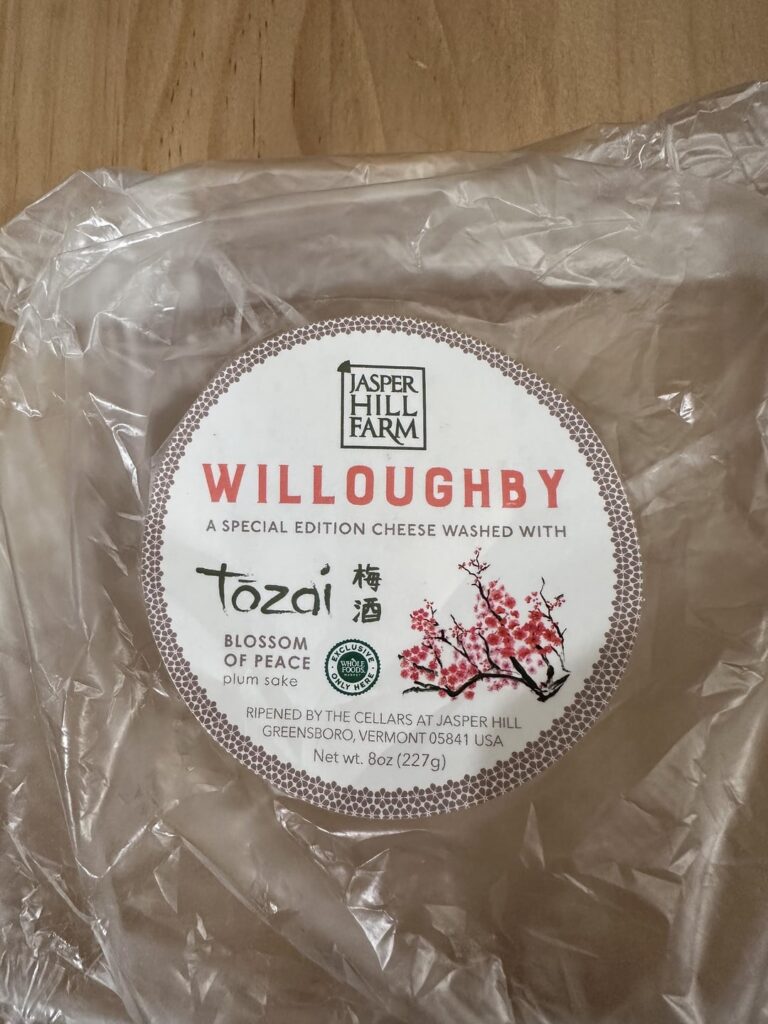 JASPER
HILL
FARM
WILLOUGHBY
A SPECIAL EDITION CHEESE WASHED WITH
Tōzai 梅酒
BLOSSOM
OF PEACE
plum sake
EXCLUSIVE
WHOLE
FOODS
MARKET
ONLY HERE
RIPENED BY THE CELLARS AT JASPER HILL
GREENSBORO, VERMONT 05841 USA
Net wt. 8oz (227g)